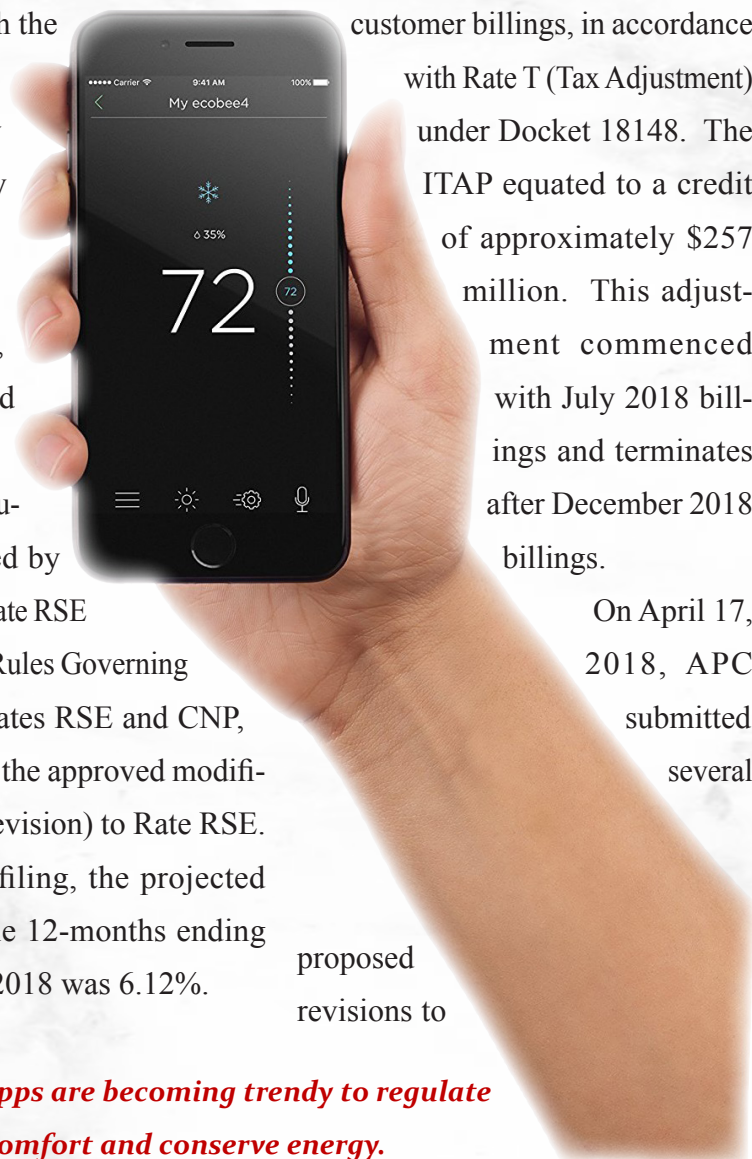 h the
,
d
u-
ed by
ate RSE
Rules Governing
ates RSE and CNP,
the approved modifi-
evision) to Rate RSE.
filing, the projected
e 12-months ending
2018 was 6.12%.
Carrier 9:41 AM 100%
My ecobee4
35%
72
72
customer billings, in accordance
with Rate T (Tax Adjustment)
under Docket 18148. The
ITAP equated to a credit
of approximately $257
million. This adjust-
ment commenced
with July 2018 bill-
ings and terminates
after December 2018
billings.
On April 17,
2018, APC
submitted
several
proposed
revisions to
pps are becoming trendy to regulate
omfort and conserve energy.